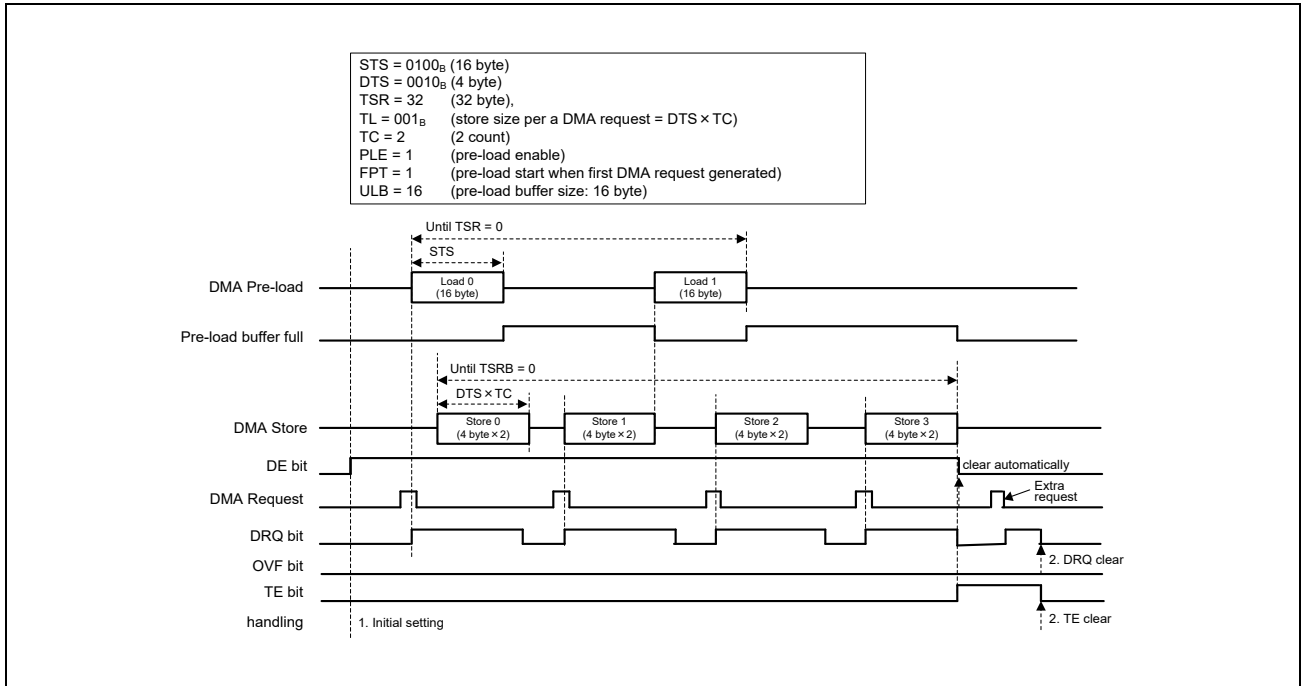 STS = 0100B (16 byte)
DTS = 0010B (4 byte)
TSR = 32 (32 byte),
TL = 001B (store size per a DMA request = DTS × TC)
TC = 2 (2 count)
PLE = 1 (pre-load enable)
FPT = 1 (pre-load start when first DMA request generated)
ULB = 16 (pre-load buffer size: 16 byte)
Until TSR = 0
STS
DMA Pre-load
Load 0
(16 byte)
Load 1
(16 byte)
Pre-load buffer full
Until TSRB = 0
DTS × TC
DMA Store
Store 0
(4 byte × 2)
Store 1
(4 byte × 2)
Store 2
(4 byte × 2)
Store 3
(4 byte × 2)
DE bit
clear automatically
DMA Request
Extra
request
DRQ bit
2. DRQ clear
OVF bit
TE bit
2. TE clear
handling
1. Initial setting